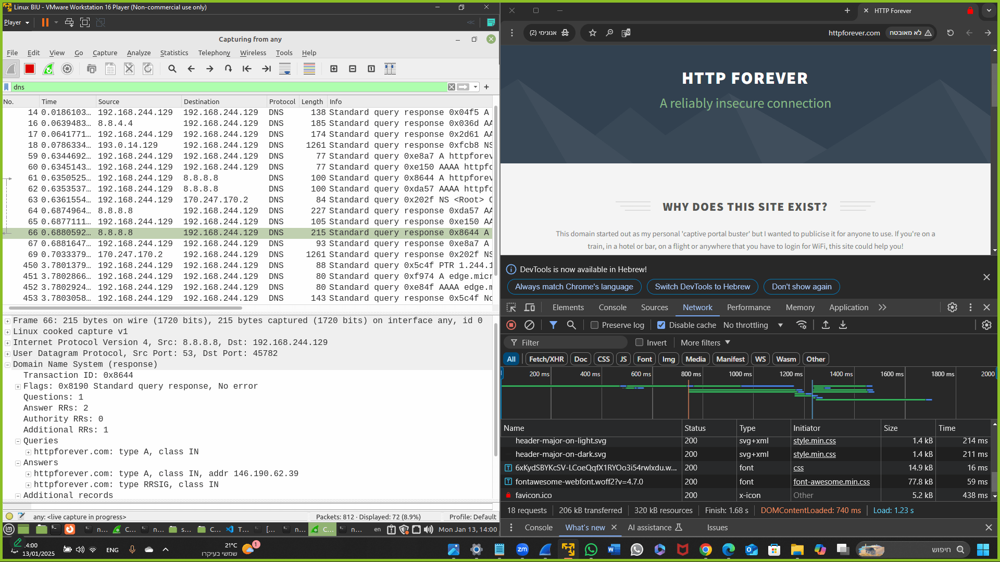 Linux BIU - VMware Workstation 16 Player (Non-commercial use only)
Player
Capturing from any
File Edit View Go Capture Analyze Statistics Telephony Wireless Tools Help
dns
No. Time Source Destination Protocol Length Info
14 0.0186103… 192.168.244.129 192.168.244.129 DNS 138 Standard query response 0x04f5 A
16 0.0639483… 8.8.4.4 192.168.244.129 DNS 185 Standard query response 0x036d AA
17 0.0641771… 192.168.244.129 192.168.244.129 DNS 174 Standard query response 0x2d61 AA
18 0.0786334… 193.0.14.129 192.168.244.129 DNS 1261 Standard query response 0xfcb8 NS
59 0.6344692… 192.168.244.129 192.168.244.129 DNS 77 Standard query 0xe8a7 A httpforev
60 0.6345143… 192.168.244.129 192.168.244.129 DNS 77 Standard query 0xe150 AAAA httpfo
61 0.6350525… 192.168.244.129 8.8.8.8 DNS 100 Standard query 0x8644 A httpforev
62 0.6353537… 192.168.244.129 8.8.8.8 DNS 100 Standard query 0xda57 AAAA httpfo
63 0.6361554… 192.168.244.129 170.247.170.2 DNS 84 Standard query 0x202f NS <Root> O
64 0.6874964… 8.8.8.8 192.168.244.129 DNS 227 Standard query response 0xda57 AA
65 0.6877111… 192.168.244.129 192.168.244.129 DNS 105 Standard query response 0xe150 AA
66 0.6880592… 8.8.8.8 192.168.244.129 DNS 215 Standard query response 0x8644 A
67 0.6881647… 192.168.244.129 192.168.244.129 DNS 93 Standard query response 0xe8a7 A
69 0.7033379… 170.247.170.2 192.168.244.129 DNS 1261 Standard query response 0x202f NS
450 3.7801379… 192.168.244.129 192.168.244.129 DNS 88 Standard query 0x5c4f PTR 1.244.1
451 3.7802866… 192.168.244.129 192.168.244.129 DNS 80 Standard query 0xf974 A edge.micr
452 3.7802924… 192.168.244.129 192.168.244.129 DNS 80 Standard query 0xe84f AAAA edge.m
453 3.7803058… 192.168.244.129 192.168.244.129 DNS 143 Standard query response 0x5c4f No
Frame 66: 215 bytes on wire (1720 bits), 215 bytes captured (1720 bits) on interface any, id 0
Linux cooked capture v1
Internet Protocol Version 4, Src: 8.8.8.8, Dst: 192.168.244.129
User Datagram Protocol, Src Port: 53, Dst Port: 45782
Domain Name System (response)
Transaction ID: 0x8644
Flags: 0x8190 Standard query response, No error
Questions: 1
Answer RRs: 2
Authority RRs: 0
Additional RRs: 1
Queries
httpforever.com: type A, class IN
Answers
httpforever.com: type A, class IN, addr 146.190.62.39
httpforever.com: type RRSIG, class IN
Additional records
any: <live capture in progress> Packets: 812 · Displayed: 72 (8.9%) Profile: Default
n… C… n… s… C… T… [… n… C… n… en Mon Jan 13, 14:00
HTTP Forever
אנונימי (2) httpforever.com לא מאובטח
HTTP FOREVER
A reliably insecure connection
WHY DOES THIS SITE EXIST?
This domain started out as my personal 'captive portal buster' but I wanted to publicise it for anyone to use. If you're on a
train, in a hotel or bar, on a flight or anywhere that you have to login for WiFi, this site could help you!
DevTools is now available in Hebrew!
Always match Chrome's language Switch DevTools to Hebrew Don't show again
Elements Console Sources Network Performance Memory Application
Preserve log Disable cache No throttling
Filter Invert More filters
All Fetch/XHR Doc CSS JS Font Img Media Manifest WS Wasm Other
200 ms 400 ms 600 ms 800 ms 1000 ms 1200 ms 1400 ms 1600 ms 1800 ms 2000
Name Status Type Initiator Size Time
header-major-on-light.svg 200 svg+xml style.min.css 1.4 kB 214 ms
header-major-on-dark.svg 200 svg+xml style.min.css 1.4 kB 211 ms
6xKydSBYKcSV-LCoeQqfX1RYOo3i54rwlxdu.w... 200 font css 14.9 kB 16 ms
fontawesome-webfont.woff2?v=4.7.0 200 font font-awesome.min.css 77.8 kB 59 ms
favicon.ico 200 x-icon Other 5.2 kB 438 ms
18 requests 206 kB transferred 320 kB resources Finish: 1.68 s DOMContentLoaded: 740 ms Load: 1.23 s
Console What's new AI assistance Issues
ENG 21°C 1 חיפוש
13/01/2025 שמשי בעיקרו